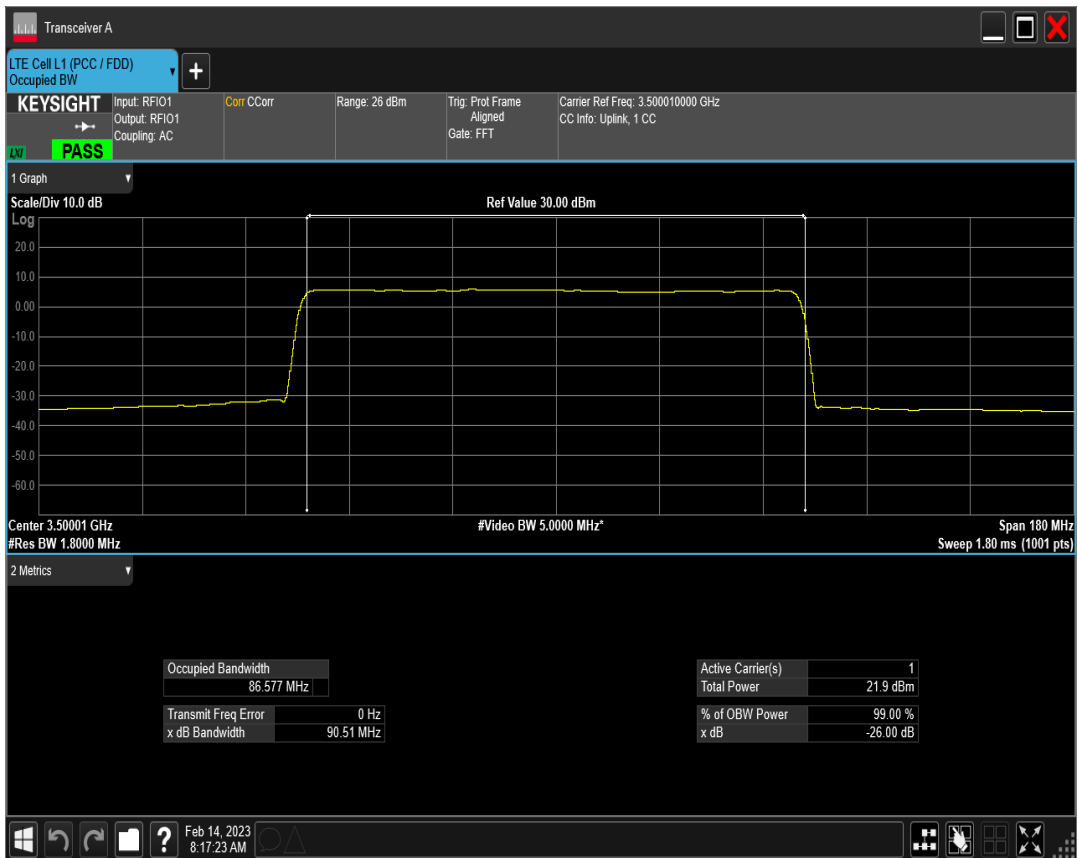 Transceiver A
LTE Cell L1 (PCC / FDD)
Occupied BW
+
KEYSIGHT
LXI
PASS
Input: RFIO1
Output: RFIO1
Coupling: AC
Corr CCorr
Range: 26 dBm
Trig: Prot Frame
Aligned
Gate: FFT
Carrier Ref Freq: 3.500010000 GHz
CC Info: Uplink, 1 CC
1 Graph
Scale/Div 10.0 dB
Ref Value 30.00 dBm
Log
20.0
10.0
0.00
-10.0
-20.0
-30.0
-40.0
-50.0
-60.0
Center 3.50001 GHz
#Video BW 5.0000 MHz*
Span 180 MHz
#Res BW 1.8000 MHz
Sweep 1.80 ms (1001 pts)
2 Metrics
Occupied Bandwidth
86.577 MHz
Transmit Freq Error 0 Hz
x dB Bandwidth 90.51 MHz
Active Carrier(s) 1
Total Power 21.9 dBm
% of OBW Power 99.00 %
x dB -26.00 dB
?
Feb 14, 2023
8:17:23 AM